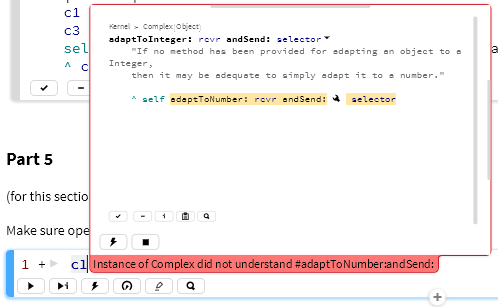 c1
c3
sel
^ c
Kernel > Complex(Object)
adaptToInteger: rcvr andSend: selector
"If no method has been provided for adapting an object to a
Integer,
then it may be adequate to simply adapt it to a number."
^ self adaptToNumber: rcvr andSend: selector
Part 5
(for this sectio
Make sure ope
1 + c1
Instance of Complex did not understand #adaptToNumber:andSend: